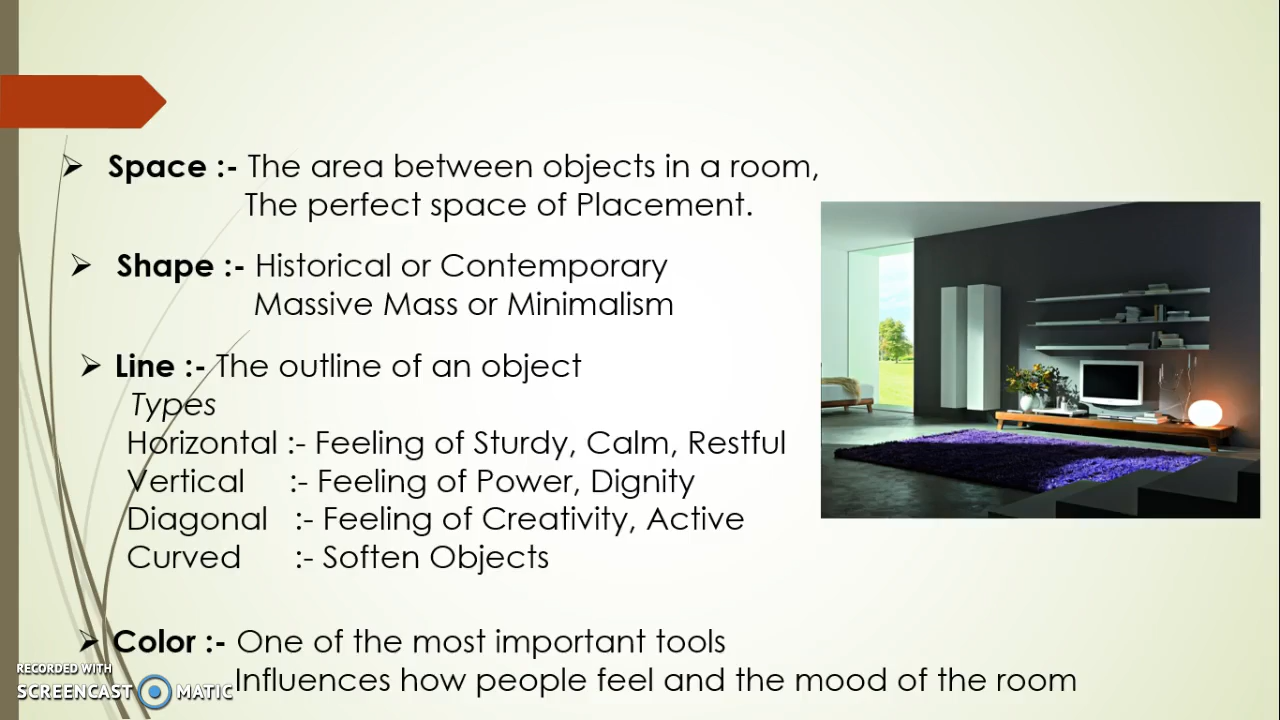 ➢ Space :- The area between objects in a room,
The perfect space of Placement.
➢ Shape :- Historical or Contemporary
Massive Mass or Minimalism
➢ Line :- The outline of an object
Types
Horizontal :- Feeling of Sturdy, Calm, Restful
Vertical :- Feeling of Power, Dignity
Diagonal :- Feeling of Creativity, Active
Curved :- Soften Objects
➢ Color :- One of the most important tools
Influences how people feel and the mood of the room
RECORDED WITH
SCREENCAST MATIC